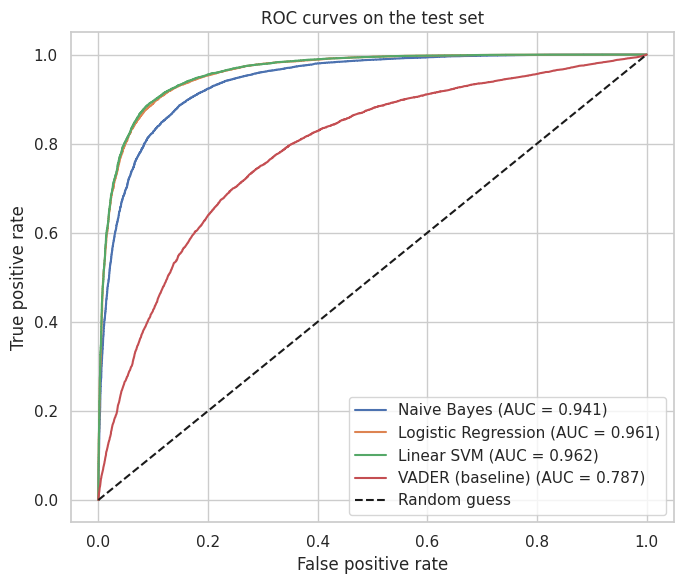 ROC curves on the test set
True positive rate
1.0
0.8
0.6
0.4
0.2
0.0
Naive Bayes (AUC = 0.941)
Logistic Regression (AUC = 0.961)
Linear SVM (AUC = 0.962)
VADER (baseline) (AUC = 0.787)
Random guess
0.0 0.2 0.4 0.6 0.8 1.0
False positive rate